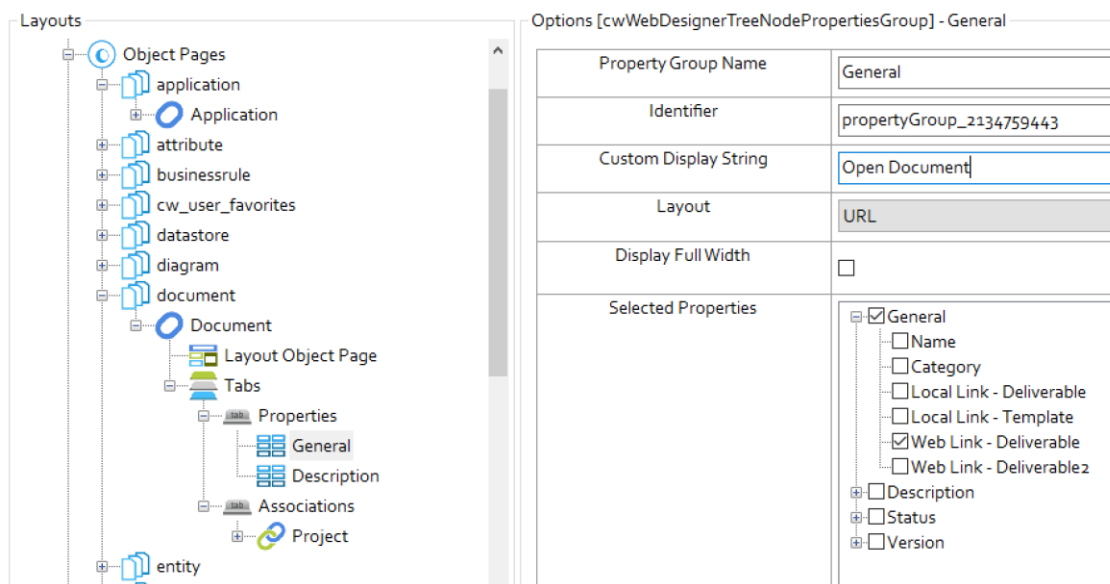 Layouts
Object Pages
application
Application
attribute
businessrule
cw_user_favorites
datastore
diagram
document
Document
Layout Object Page
Tabs
tab Properties
General
Description
tab Associations
Project
entity
Options [cwWebDesignerTreeNodePropertiesGroup] - General
Property Group Name
General
Identifier
propertyGroup_2134759443
Custom Display String
Open Document
Layout
URL
Display Full Width
Selected Properties
General
Name
Category
Local Link - Deliverable
Local Link - Template
Web Link - Deliverable
Web Link - Deliverable2
Description
Status
Version